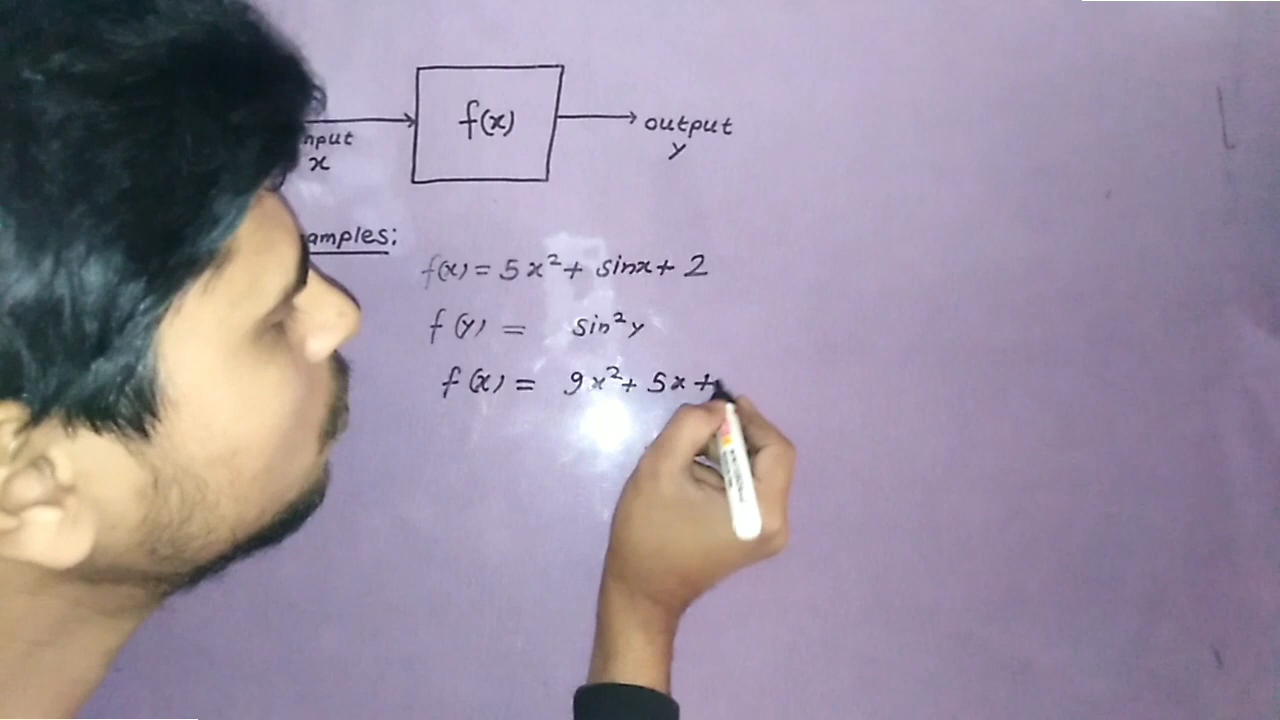 f(x)
output
y
nput
x
amples:
f(x) = 5x² + sinx + 2
f(y) = sin²y
f(x) = 9x² + 5x +